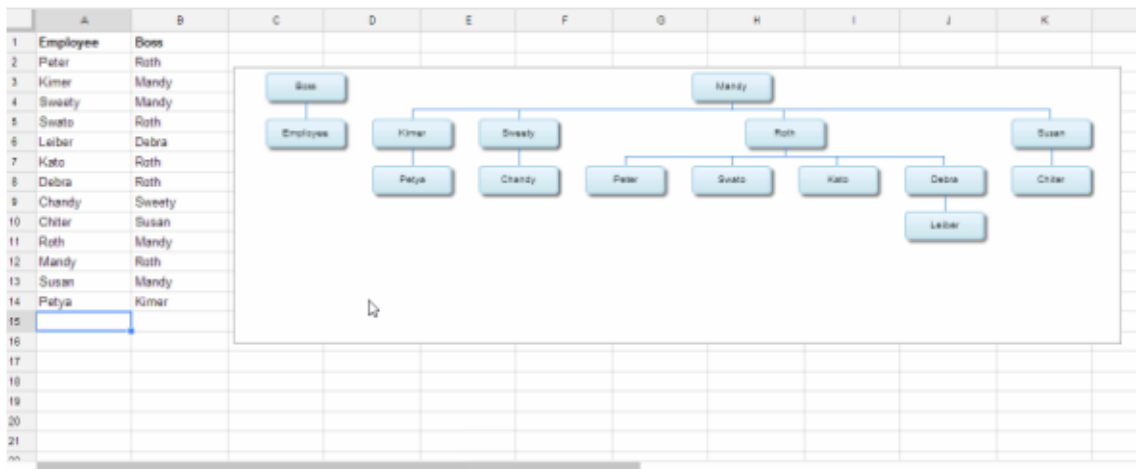 A B C D E F G H I J K
1 Employee Boss
2 Peter Roth
3 Kimer Mandy
4 Sweety Mandy
5 Swato Roth
6 Leiber Debra
7 Kato Roth
8 Debra Roth
9 Chandy Sweety
10 Chiter Susan
11 Roth Mandy
12 Mandy Roth
13 Susan Mandy
14 Petya Kimer
15
16
17
18
19
20
21
Boss Mandy
Employee Kimer Sweety Roth Susan
Petya Chandy Peter Swato Kato Debra Chiter
Leiber